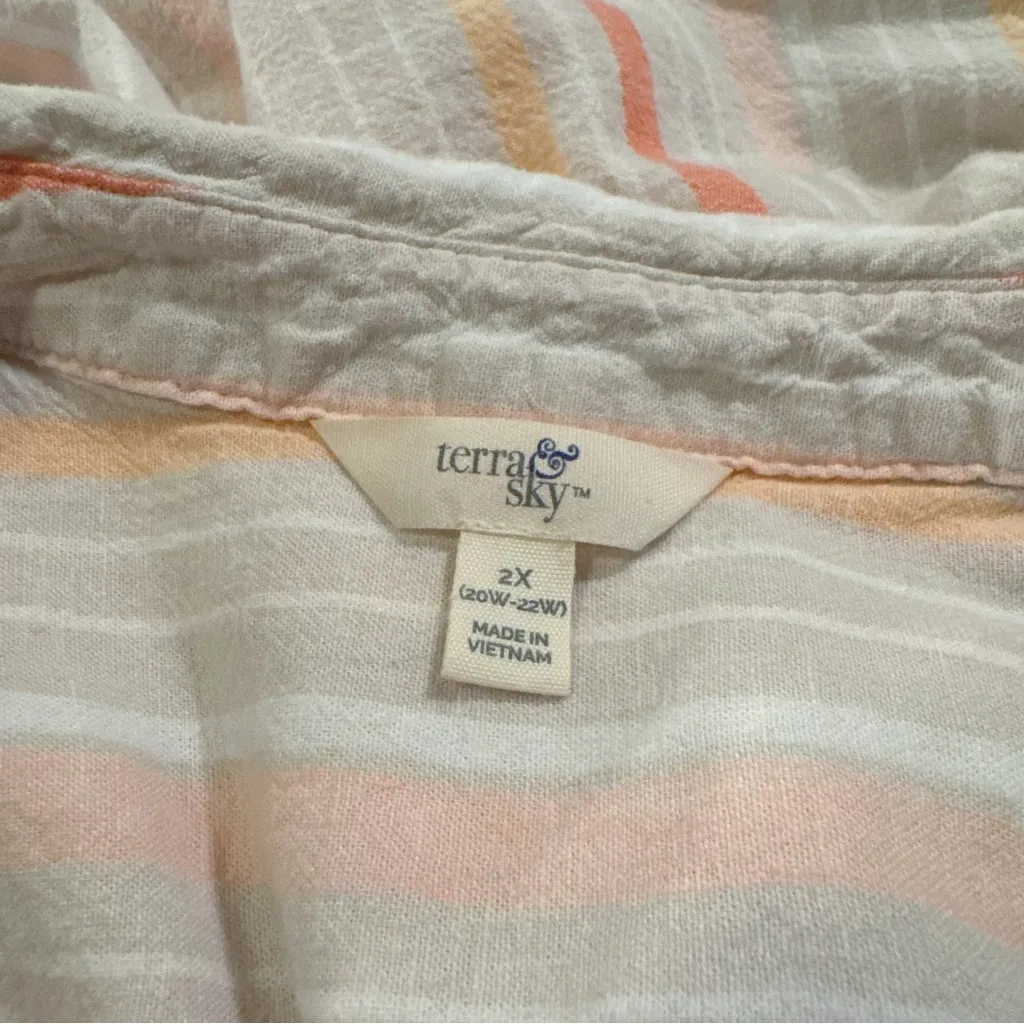 terra &
sky™
2X
(20W-22W)
MADE IN
VIETNAM